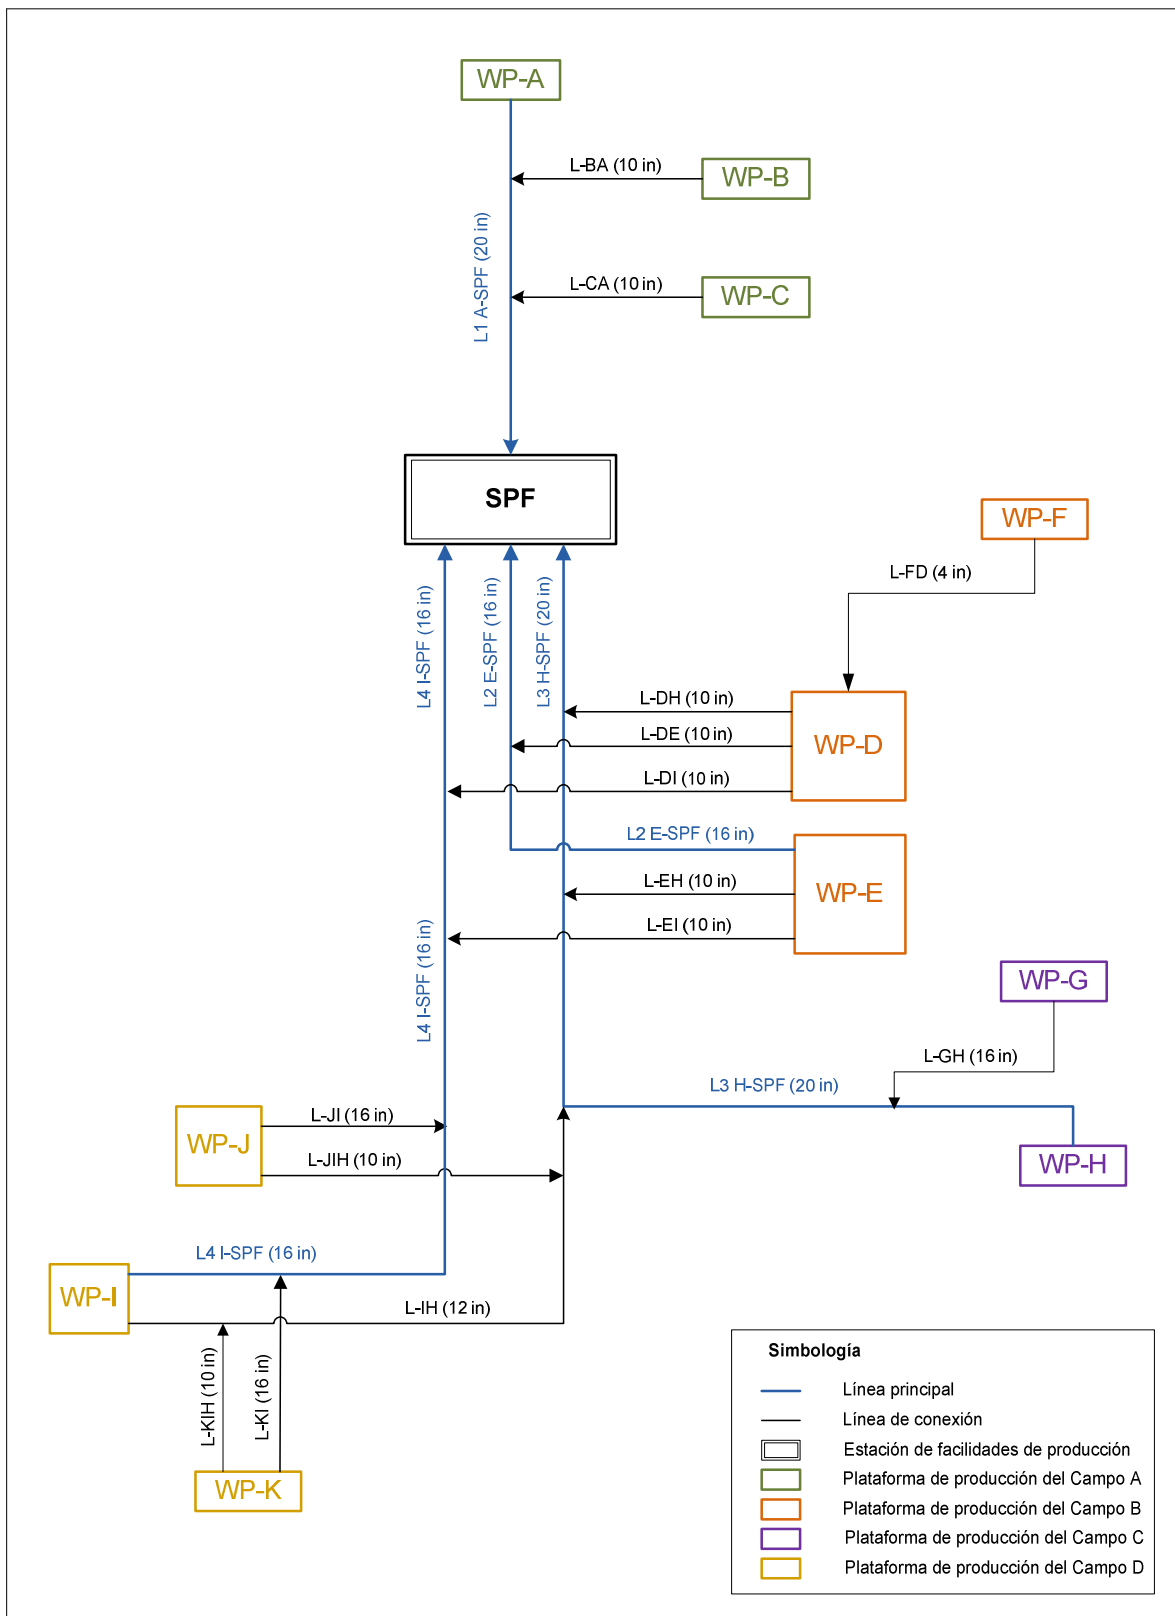 WP-A
L-BA (10 in)
WP-B
L1 A-SPF (20 in)
L-CA (10 in)
WP-C
SPF
WP-F
L-FD (4 in)
L4 I-SPF (16 in)
L2 E-SPF (16 in)
L3 H-SPF (20 in)
L-DH (10 in)
L-DE (10 in)
WP-D
L-DI (10 in)
L2 E-SPF (16 in)
L-EH (10 in)
WP-E
L-EI (10 in)
L4 I-SPF (16 in)
WP-G
L-GH (16 in)
L3 H-SPF (20 in)
L-JI (16 in)
WP-J
L-JIH (10 in)
WP-H
L4 I-SPF (16 in)
WP-I
L-IH (12 in)
L-KIH (10 in)
L-KI (16 in)
WP-K
Simbología
Línea principal
Línea de conexión
Estación de facilidades de producción
Plataforma de producción del Campo A
Plataforma de producción del Campo B
Plataforma de producción del Campo C
Plataforma de producción del Campo D